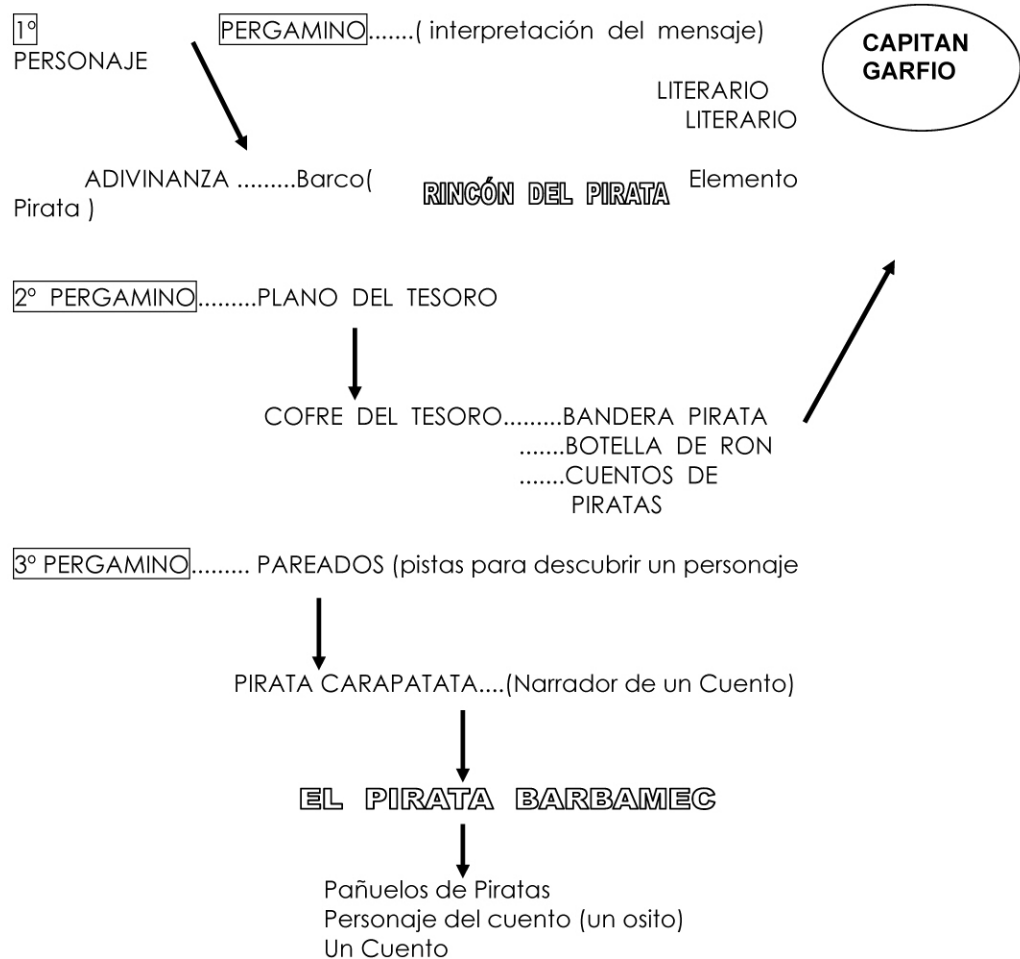 1º PERGAMINO.......( interpretación del mensaje)
CAPITAN
GARFIO
PERSONAJE
LITERARIO
LITERARIO
ADIVINANZA .........Barco( RINCÓN DEL PIRATA Elemento
Pirata )
2º PERGAMINO.........PLANO DEL TESORO
COFRE DEL TESORO.........BANDERA PIRATA
.......BOTELLA DE RON
.......CUENTOS DE
PIRATAS
3º PERGAMINO......... PAREADOS (pistas para descubrir un personaje
PIRATA CARAPATATA....(Narrador de un Cuento)
EL PIRATA BARBAMEC
Pañuelos de Piratas
Personaje del cuento (un osito)
Un Cuento